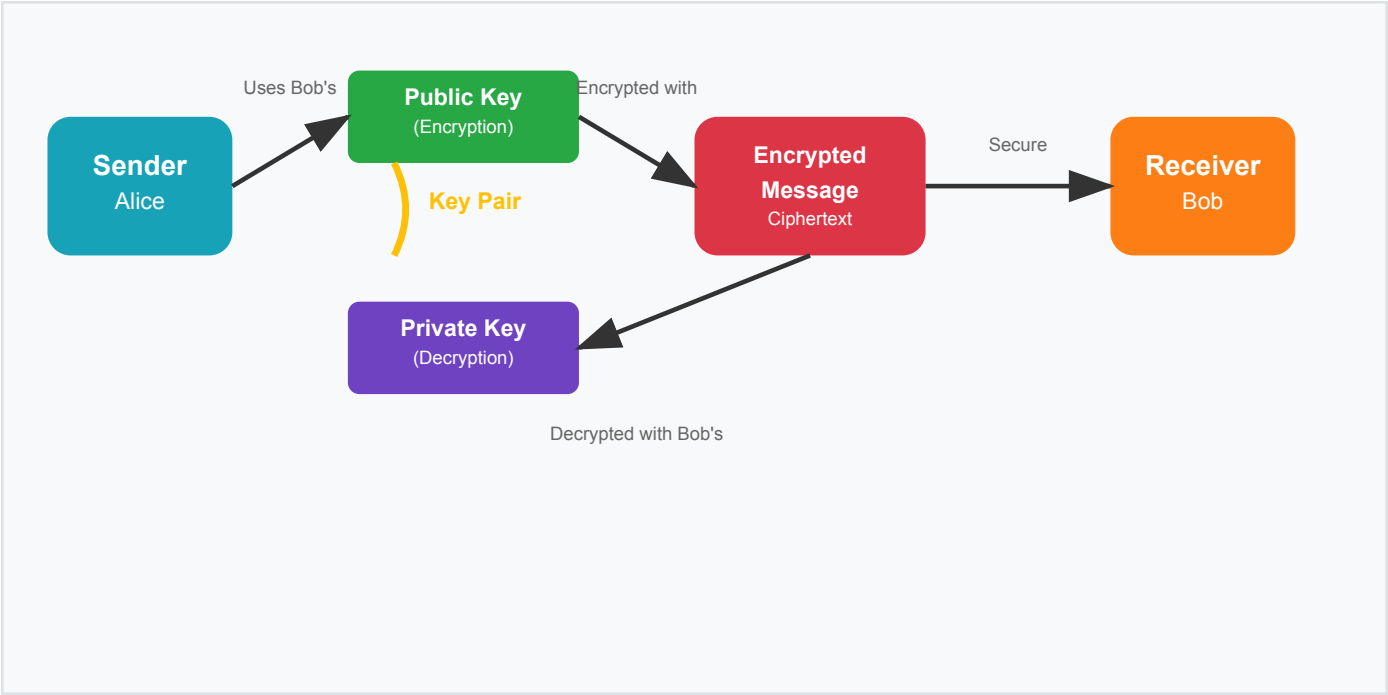 Uses Bob's
Public Key
(Encryption)
Encrypted with
Sender
Alice
Key Pair
Encrypted
Message
Ciphertext
Secure
Receiver
Bob
Private Key
(Decryption)
Decrypted with Bob's